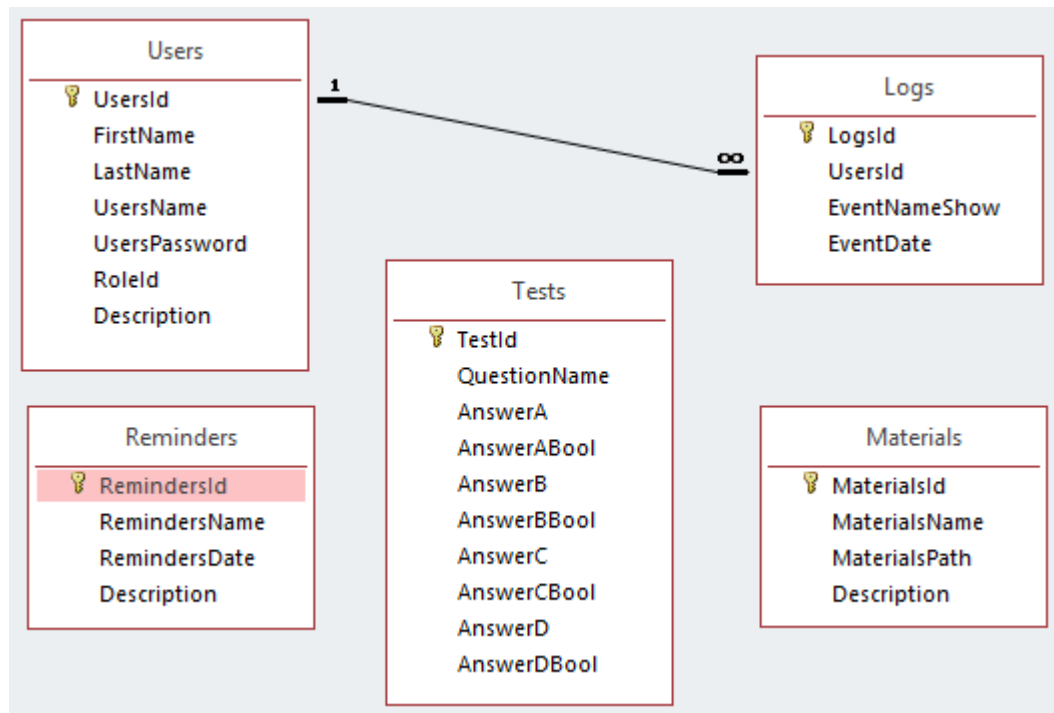 Users
UsersId
FirstName
LastName
UsersName
UsersPassword
RoleId
Description
1
∞
Logs
LogsId
UsersId
EventNameShow
EventDate
Tests
TestId
QuestionName
AnswerA
AnswerABool
AnswerB
AnswerBBool
AnswerC
AnswerCBool
AnswerD
AnswerDBool
Reminders
RemindersId
RemindersName
RemindersDate
Description
Materials
MaterialsId
MaterialsName
MaterialsPath
Description